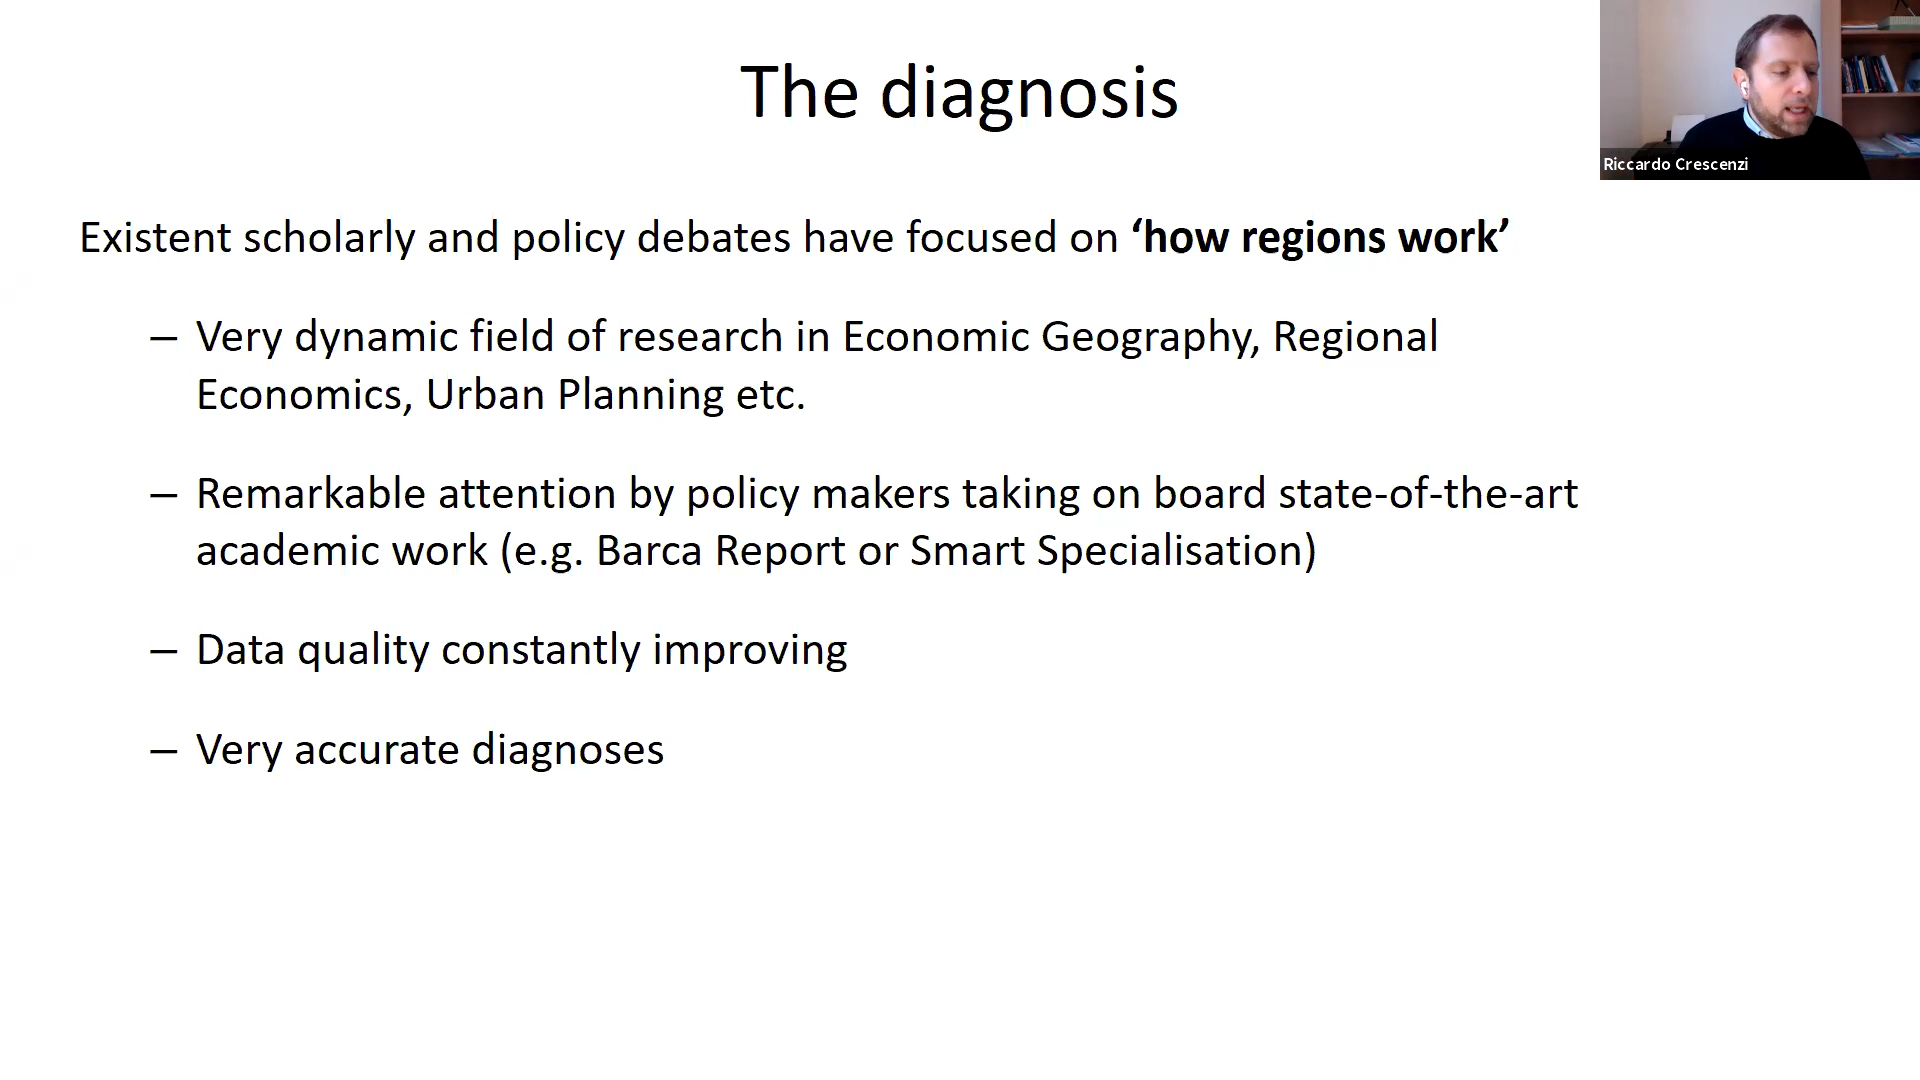 The diagnosis
Riccardo Crescenzi
Existent scholarly and policy debates have focused on ‘how regions work’
– Very dynamic field of research in Economic Geography, Regional
Economics, Urban Planning etc.
– Remarkable attention by policy makers taking on board state-of-the-art
academic work (e.g. Barca Report or Smart Specialisation)
– Data quality constantly improving
– Very accurate diagnoses